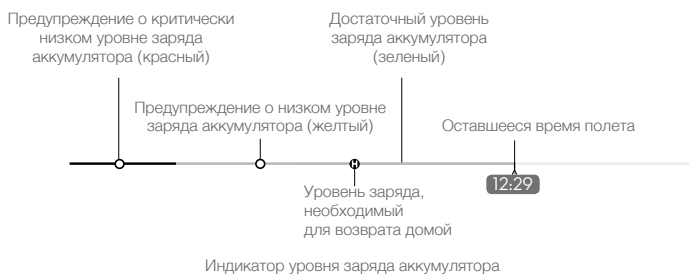 Предупреждение о критически
низком уровне заряда
аккумулятора (красный)
Достаточный уровень
заряда аккумулятора
(зеленый)
Предупреждение о низком уровне
заряда аккумулятора (желтый)
Оставшееся время полета
H
12:29
Уровень заряда,
необходимый
для возврата домой
Индикатор уровня заряда аккумулятора